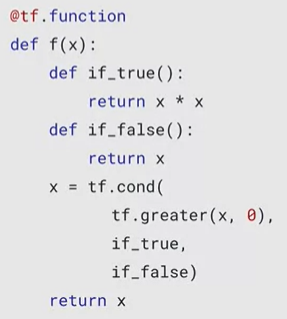 @tf.function
def f(x):
    def if_true():
        return x * x
    def if_false():
        return x
    x = tf.cond(
            tf.greater(x, 0),
            if_true,
            if_false)
    return x